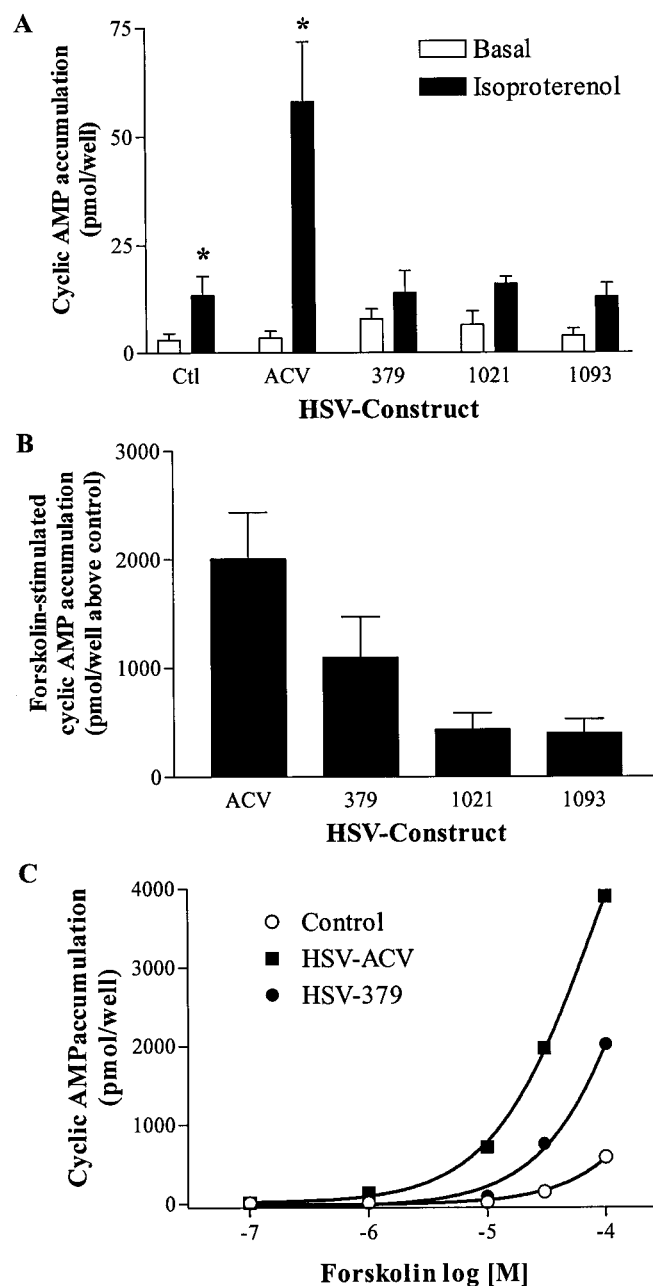 A
Cyclic AMP accumulation
(pmol/well)
75
50
25
0
Basal
Isoproterenol
*
*
Ctl ACV 379 1021 1093
HSV-Construct
B
Forskolin-stimulated
cyclic AMP accumulation
(pmol/well above control)
3000
2000
1000
0
ACV 379 1021 1093
HSV-Construct
C
Cyclic AMPaccumulation
(pmol/well)
4000
3000
2000
1000
0
Control
HSV-ACV
HSV-379
-7 -6 -5 -4
Forskolin log [M]